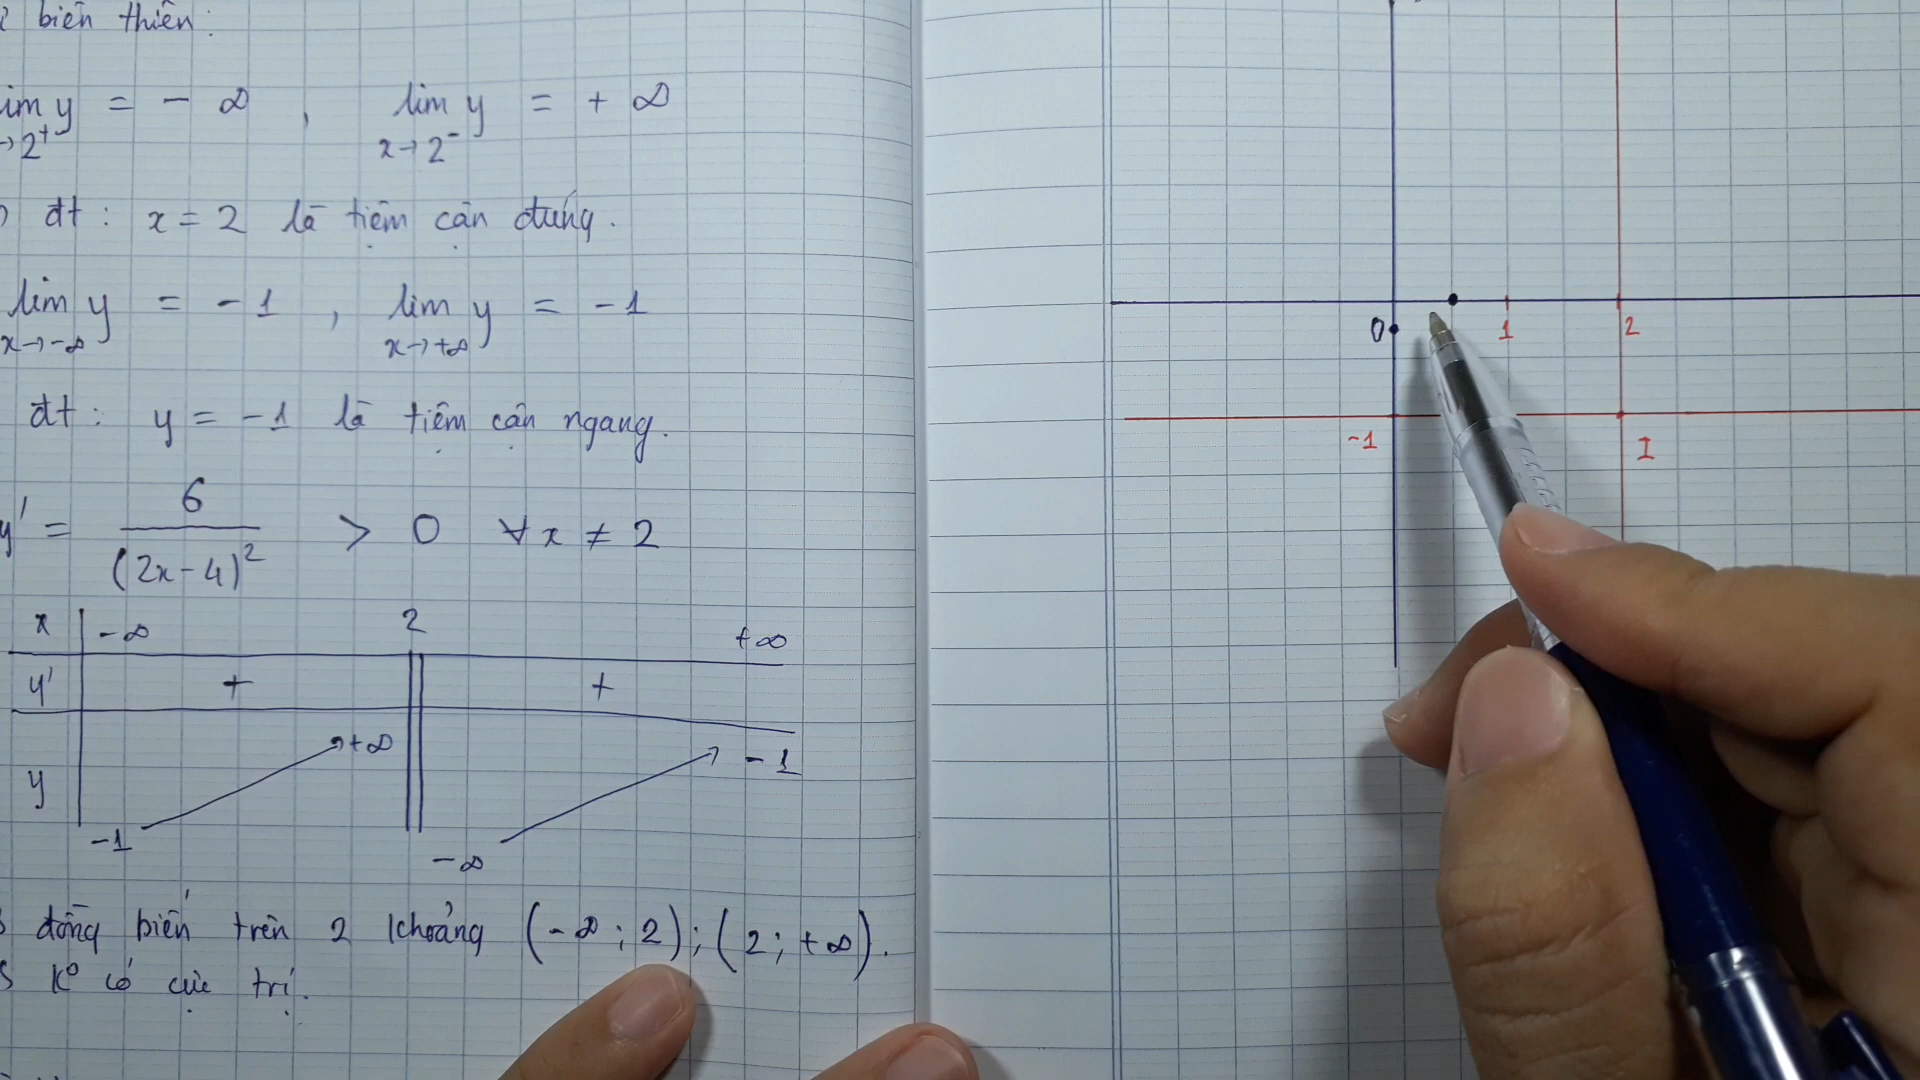 biến thiên:
lim y = - ∞ , lim y = + ∞
→2⁺ x→2⁻
đt: x = 2 là tiệm cận đứng.
lim y = -1 , lim y = -1
x→-∞ x→+∞
đt: y = -1 là tiệm cận ngang.
y' = 6/(2x-4)² > 0 ∀x ≠ 2
x -∞ 2 +∞
y' + +
y -1 +∞ -∞ -1
đồng biến trên 2 khoảng (-∞; 2); (2; +∞).
K° có cực trị.
0 1 2
-1 I